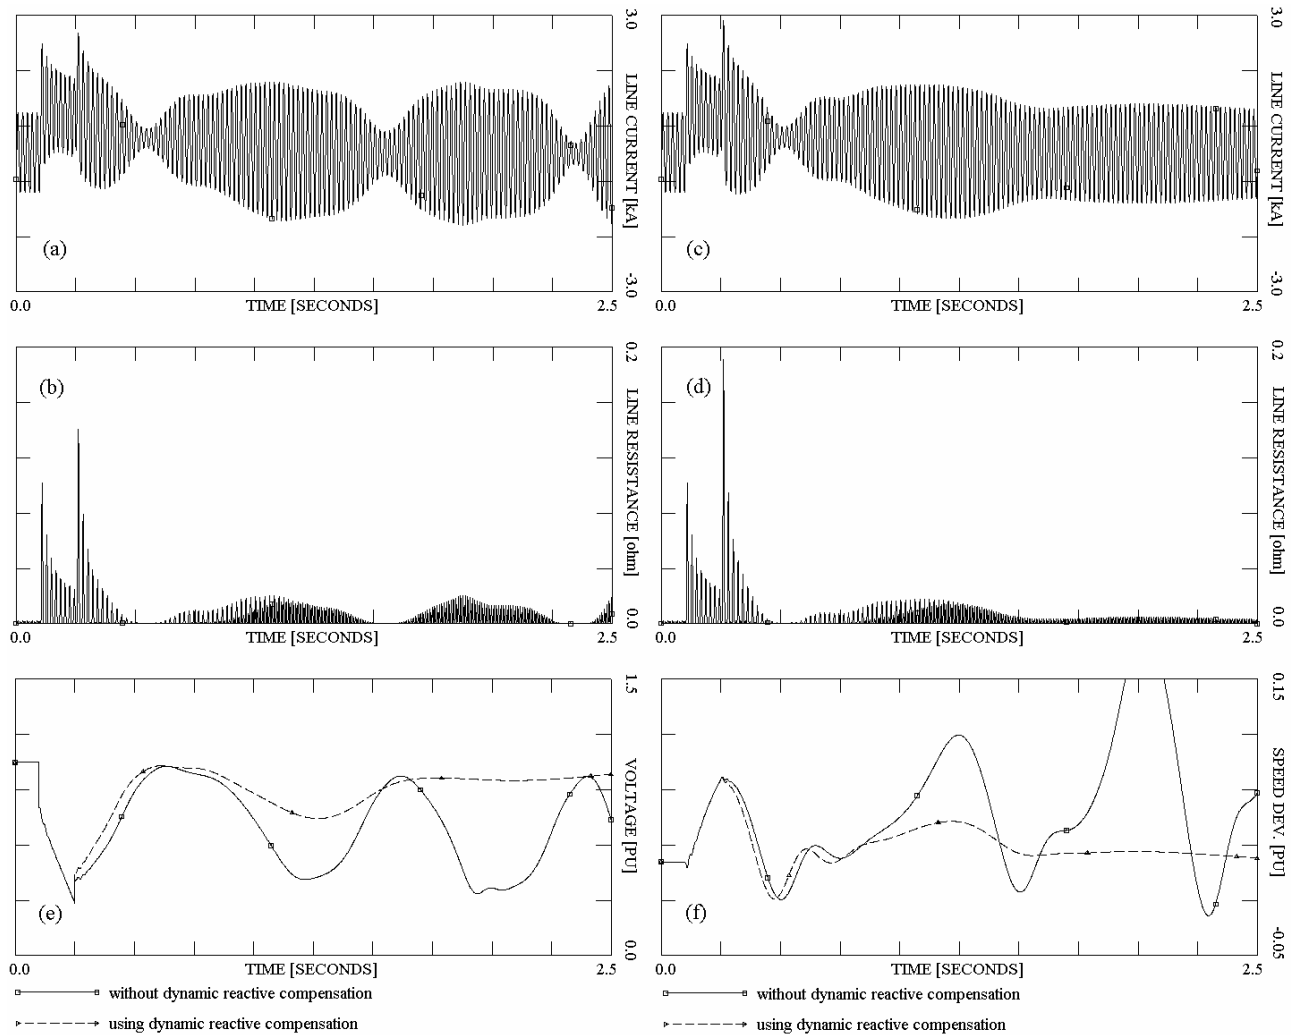 3.0
LINE CURRENT [kA]
-3.0
(a)
0.0
TIME [SECONDS]
2.5
3.0
LINE CURRENT [kA]
-3.0
(c)
0.0
TIME [SECONDS]
2.5
0.2
LINE RESISTANCE [ohm]
0.0
(b)
0.0
TIME [SECONDS]
2.5
0.2
LINE RESISTANCE [ohm]
0.0
(d)
0.0
TIME [SECONDS]
2.5
1.5
VOLTAGE [PU]
0.0
(e)
0.0
TIME [SECONDS]
2.5
without dynamic reactive compensation
using dynamic reactive compensation
0.15
SPEED DEV. [PU]
-0.05
(f)
0.0
TIME [SECONDS]
2.5
without dynamic reactive compensation
using dynamic reactive compensation